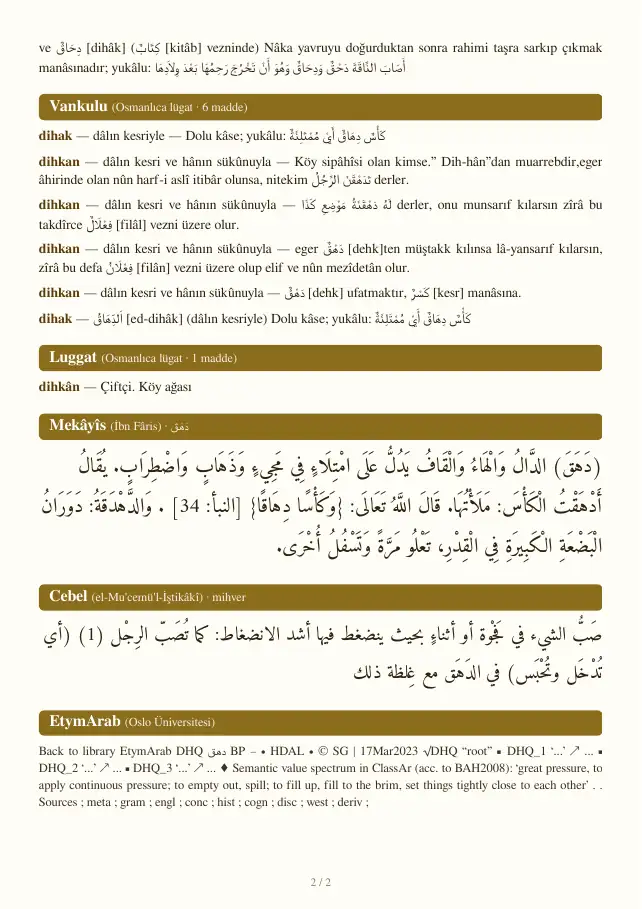 ve دِحَاقٌ [dihâk] (كِتَابٌ [kitâb] vezninde) Nâka yavruyu doğurduktan sonra rahimi taşra sarkıp çıkmak
manâsınadır; yukâlu: أَصَابَ النَّاقَةَ دَحْقٌ وَدِحَاقٌ وَهُوَ أَنْ تَخْرُجَ رَحِمُهَا بَعْدَ وِلَادِهَا
Vankulu (Osmanlıca lügat · 6 madde)
dihak — dâlın kesriyle — Dolu kâse; yukâlu: كَأْسٌ دِهَاقٌ أَيْ مُمْتَلِئَةٌ
dihkan — dâlın kesri ve hânın sükûnuyla — Köy sipâhîsi olan kimse.” Dih-hân”dan muarrebdir,eger
âhirinde olan nûn harf-i aslî itibâr olunsa, nitekim تَدَهْقَنَ الرَّجُلُ derler.
dihkan — dâlın kesri ve hânın sükûnuyla — لَهُ دَهْقَنَةُ مَوْضِعِ كَذَا derler, onu munsarıf kılarsın zîrâ bu
takdîrce فِعْلَالٌ [filâl] vezni üzere olur.
dihkan — dâlın kesri ve hânın sükûnuyla — eger دَهْقٌ [dehk]ten müştakk kılınsa lâ-yansarıf kılarsın,
zîrâ bu defa فِعْلَانُ [filân] vezni üzere olup elif ve nûn mezîdetân olur.
dihkan — dâlın kesri ve hânın sükûnuyla — دَهْقٌ [dehk] ufatmaktır, كَسْرٌ [kesr] manâsına.
dihak — اَلدِّهَاقُ [ed-dihâk] (dâlın kesriyle) Dolu kâse; yukâlu: كَأْسٌ دِهَاقٌ أَيْ مُمْتَلِئَةٌ
Luggat (Osmanlıca lügat · 1 madde)
dihkân — Çiftçi. Köy ağası
Mekâyîs (İbn Fâris) · دَهَقَ
(دَهَقَ) الدَّالُ وَالْهَاءُ وَالْقَافُ يَدُلُّ عَلَى امْتِلَاءٍ فِي مَجِيءٍ وَذَهَابٍ وَاضْطِرَابٍ. يُقَالُ
أَدْهَقْتُ الْكَأْسَ: مَلَأْتُهَا. قَالَ اللَّهُ تَعَالَى: {وَكَأْسًا دِهَاقًا} [النبأ: 34] . وَالدَّهْدَقَةُ: دَوَرَانُ
الْبَضْعَةِ الْكَبِيرَةِ فِي الْقِدْرِ، تَعْلُو مَرَّةً وَتَسْفُلُ أُخْرَى.
Cebel (el-Mu'cemü'l-İştikâkî) · mihver
صَبُّ الشيء في فَجْوة أو أثناءٍ بحيث ينضغط فيها أشد الانضغاط: كما تُصَبّ الرِجْل (1) (أي
تُدْخَل وتُحْبَس) في الدَهَق مع غِلظة ذلك
EtymArab (Oslo Üniversitesi)
Back to library EtymArab DHQ دهق BP – • HDAL • © SG | 17Mar2023 √DHQ “root” ▪ DHQ_1 ‘...’ ↗ ... ▪
DHQ_2 ‘...’ ↗ ... ▪ DHQ_3 ‘...’ ↗ ... ♦ Semantic value spectrum in ClassAr (acc. to BAH2008): ‘great pressure, to
apply continuous pressure; to empty out, spill; to fill up, fill to the brim, set things tightly close to each other’ . .
Sources ; meta ; gram ; engl ; conc ; hist ; cogn ; disc ; west ; deriv ;
2 / 2